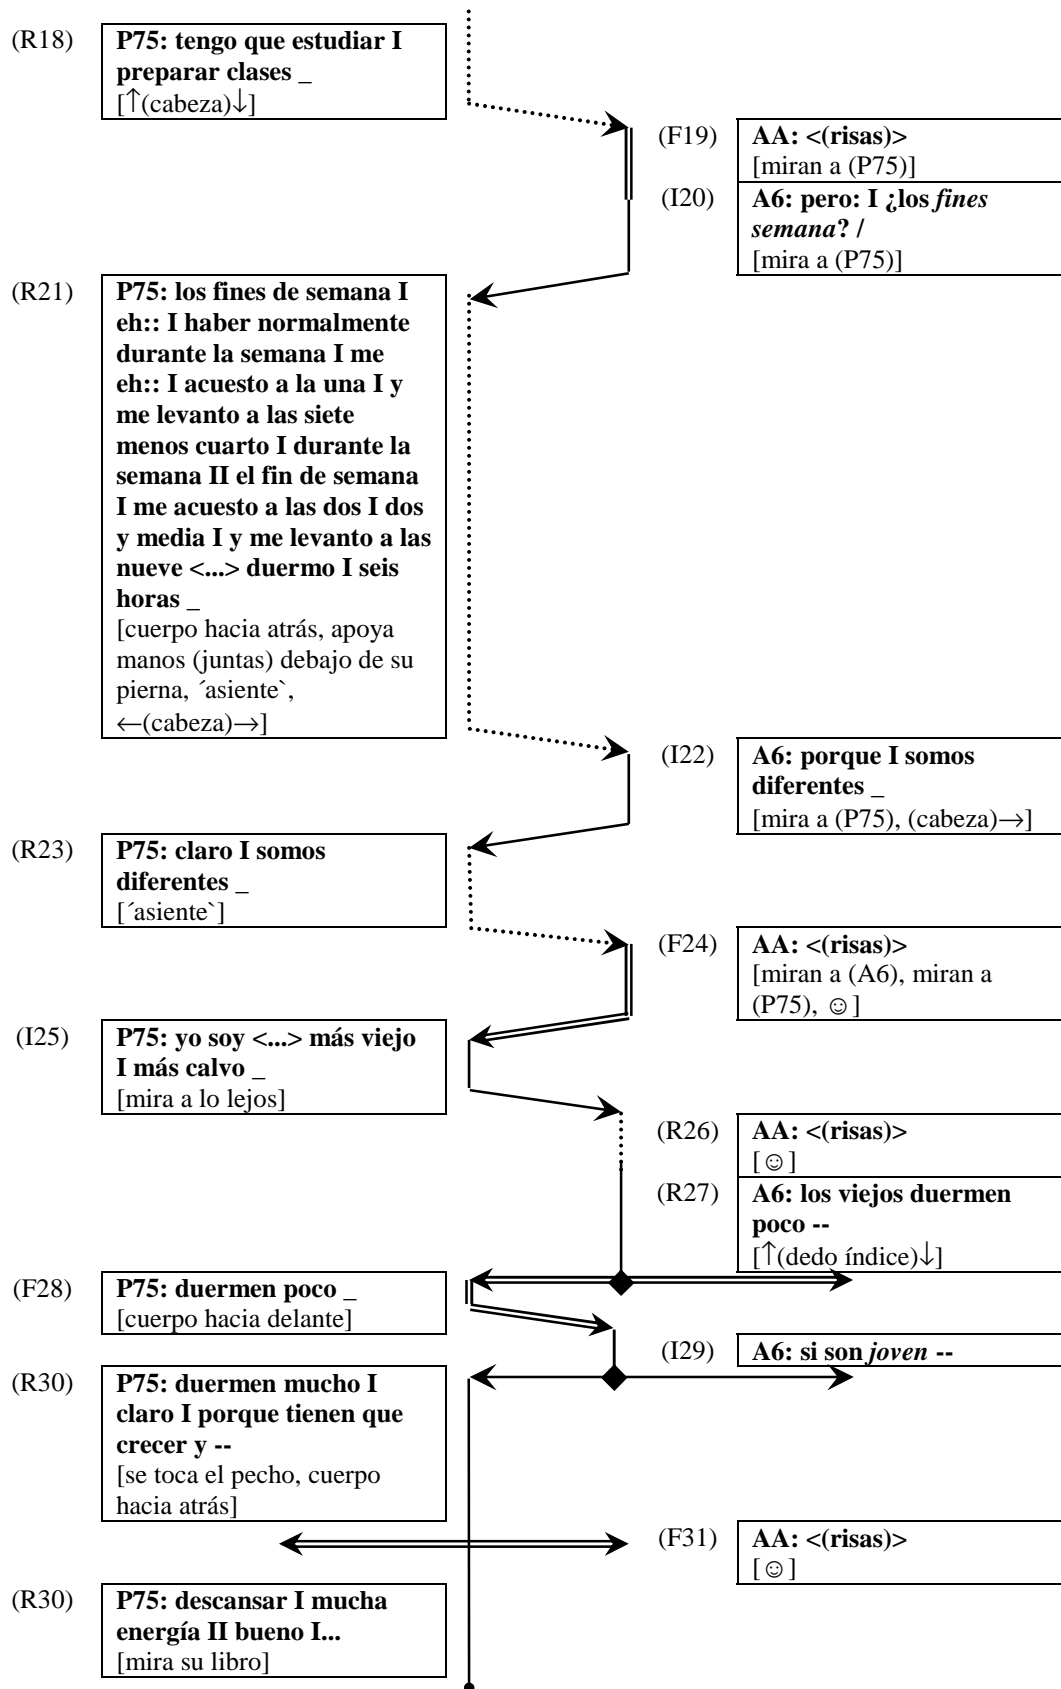 (R18)
P75: tengo que estudiar I
preparar clases _
[↑(cabeza)↓]
(F19)
AA: <(risas)>
[miran a (P75)]
(I20)
A6: pero: I ¿los fines
semana? /
[mira a (P75)]
(R21)
P75: los fines de semana I
eh:: I haber normalmente
durante la semana I me
eh:: I acuesto a la una I y
me levanto a las siete
menos cuarto I durante la
semana II el fin de semana
I me acuesto a las dos I dos
y media I y me levanto a las
nueve <...> duermo I seis
horas _
[cuerpo hacia atrás, apoya
manos (juntas) debajo de su
pierna, ´asiente`,
←(cabeza)→]
(I22)
A6: porque I somos
diferentes _
[mira a (P75), (cabeza)→]
(R23)
P75: claro I somos
diferentes _
[´asiente`]
(F24)
AA: <(risas)>
[miran a (A6), miran a
(P75), ☺]
(I25)
P75: yo soy <...> más viejo
I más calvo _
[mira a lo lejos]
(R26)
AA: <(risas)>
[☺]
(R27)
A6: los viejos duermen
poco --
[↑(dedo índice)↓]
(F28)
P75: duermen poco _
[cuerpo hacia delante]
(I29)
A6: si son joven --
(R30)
P75: duermen mucho I
claro I porque tienen que
crecer y --
[se toca el pecho, cuerpo
hacia atrás]
(F31)
AA: <(risas)>
[☺]
(R30)
P75: descansar I mucha
energía II bueno I...
[mira su libro]